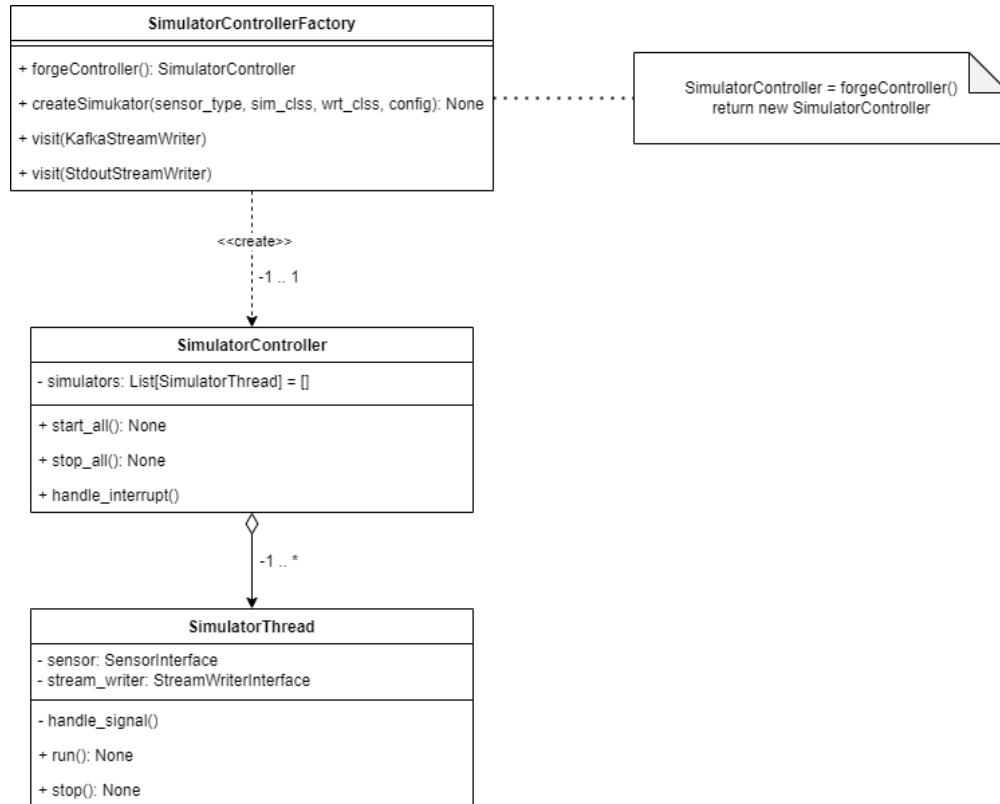 SimulatorControllerFactory
+ forgeController(): SimulatorController
+ createSimukator(sensor_type, sim_clss, wrt_clss, config): None
+ visit(KafkaStreamWriter)
+ visit(StdoutStreamWriter)
SimulatorController = forgeController()
return new SimulatorController
<<create>>
-1 .. 1
SimulatorController
- simulators: List[SimulatorThread] = []
+ start_all(): None
+ stop_all(): None
+ handle_interrupt()
-1 .. *
SimulatorThread
- sensor: SensorInterface
- stream_writer: StreamWriterInterface
- handle_signal()
+ run(): None
+ stop(): None